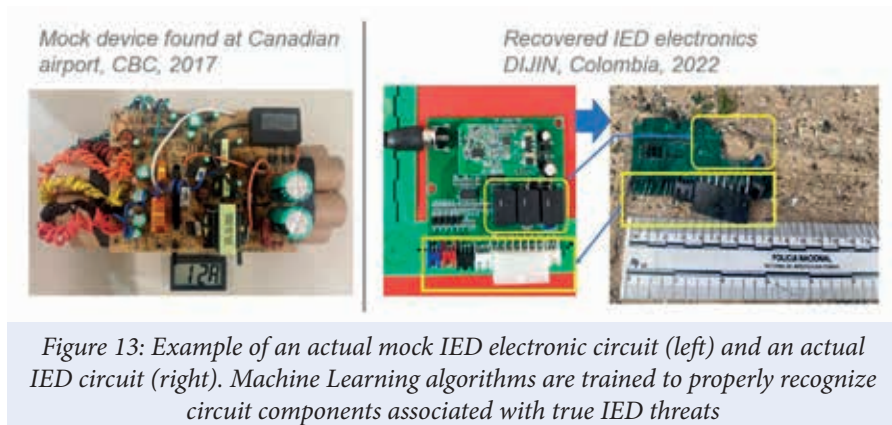 Mock device found at Canadian
airport, CBC, 2017
Recovered IED electronics
DIJIN, Colombia, 2022
12A
POLICIA NACIONAL
Figure 13: Example of an actual mock IED electronic circuit (left) and an actual
IED circuit (right). Machine Learning algorithms are trained to properly recognize
circuit components associated with true IED threats